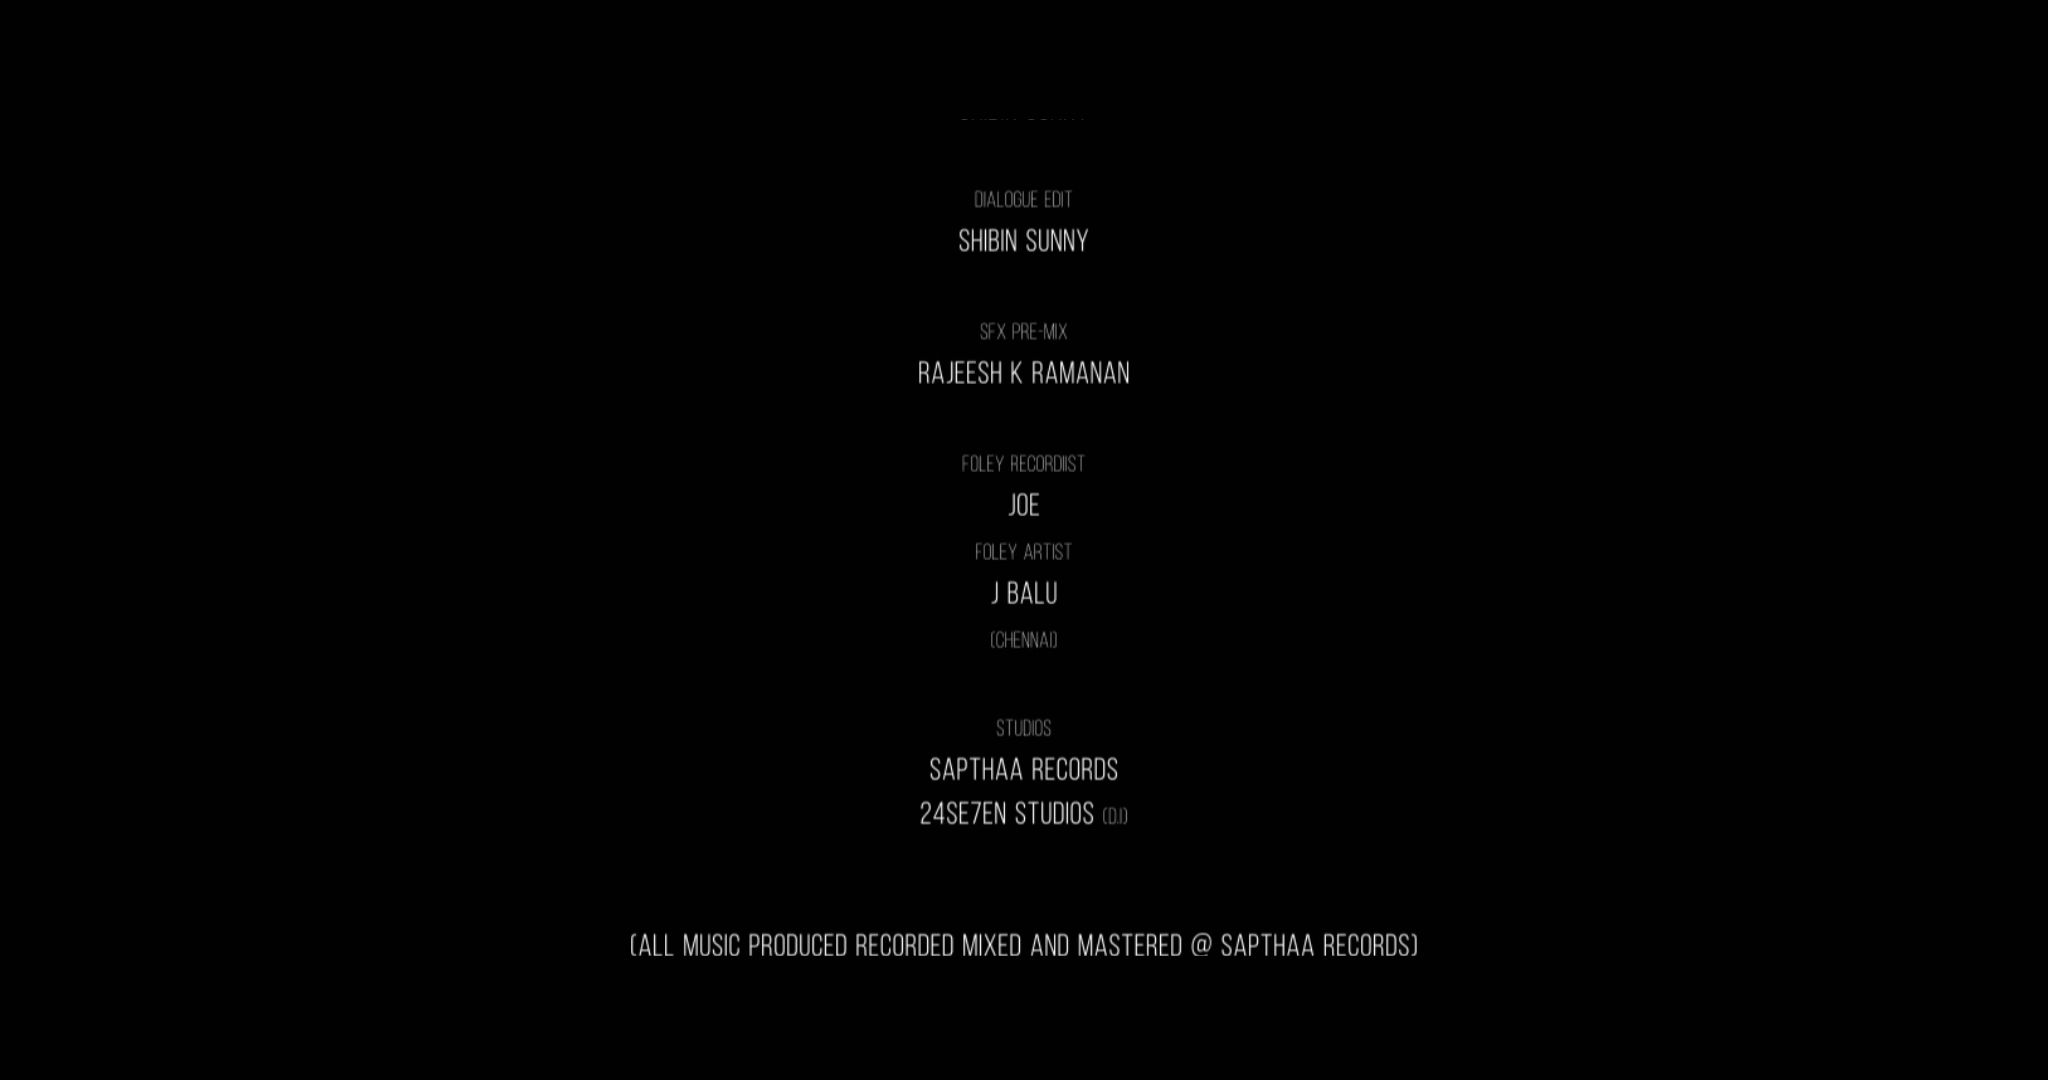 DIALOGUE EDIT
SHIBIN SUNNY
SFX PRE-MIX
RAJEESH K RAMANAN
FOLEY RECORDIIST
JOE
FOLEY ARTIST
J BALU
(CHENNAI)
STUDIOS
SAPTHAA RECORDS
24SE7EN STUDIOS (D.I)
(ALL MUSIC PRODUCED RECORDED MIXED AND MASTERED @ SAPTHAA RECORDS)